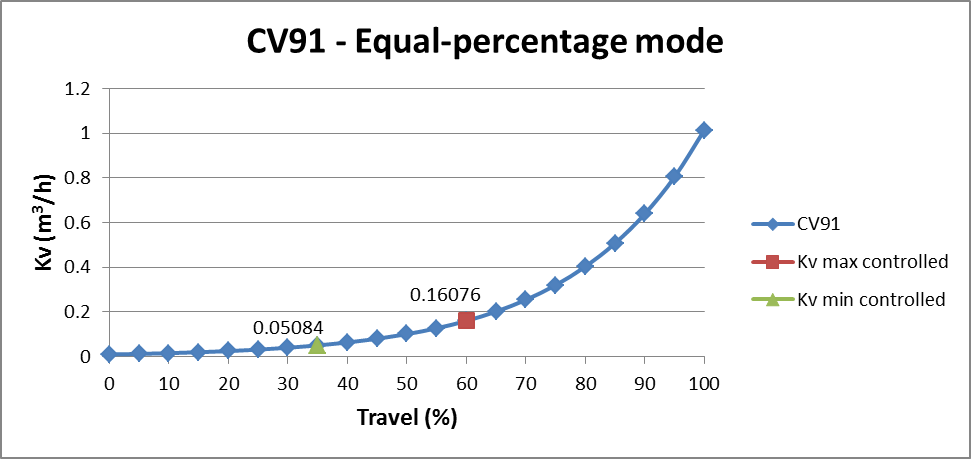 CV91 - Equal-percentage mode
1.2
1
0.8
0.6
0.4
0.2
0
Kv (m³/h)
0.05084
0.16076
0 10 20 30 40 50 60 70 80 90 100
Travel (%)
CV91
Kv max controlled
Kv min controlled